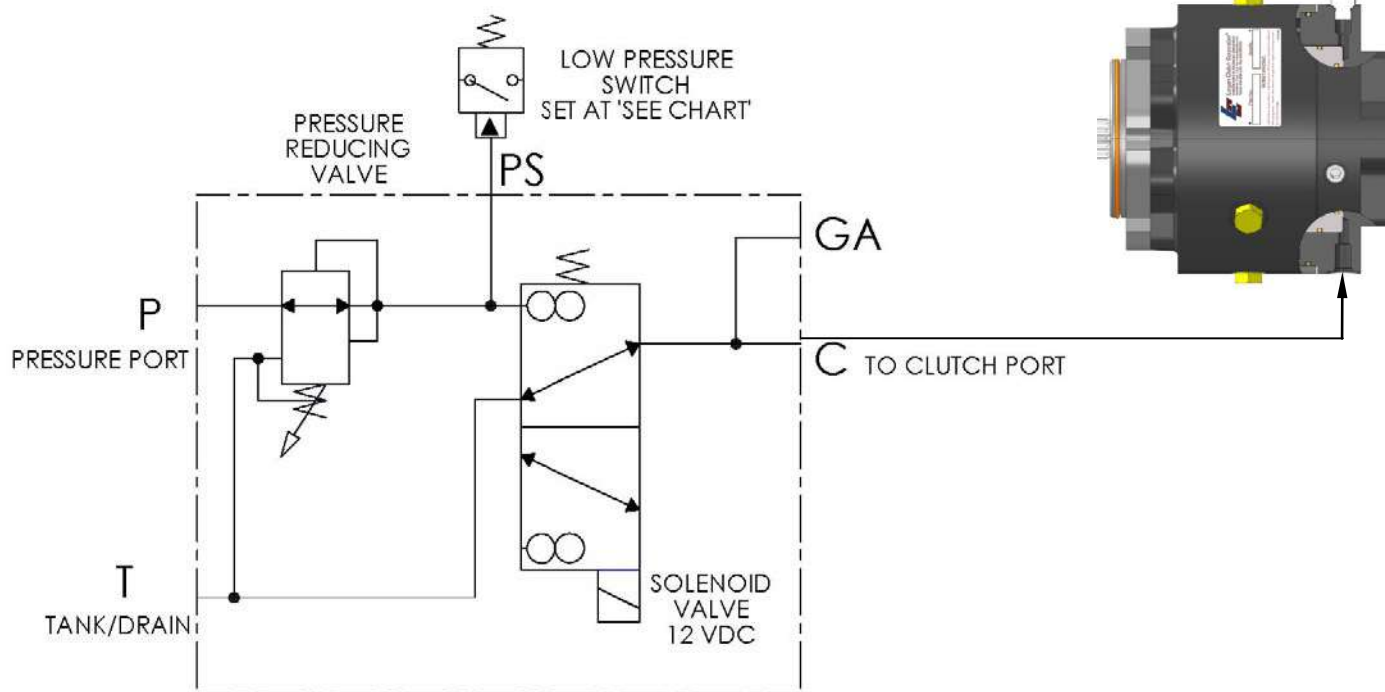 LOW PRESSURE
SWITCH
SET AT 'SEE CHART'
PRESSURE
REDUCING
VALVE
PS
GA
P
PRESSURE PORT
C TO CLUTCH PORT
T
TANK/DRAIN
SOLENOID
VALVE
12 VDC